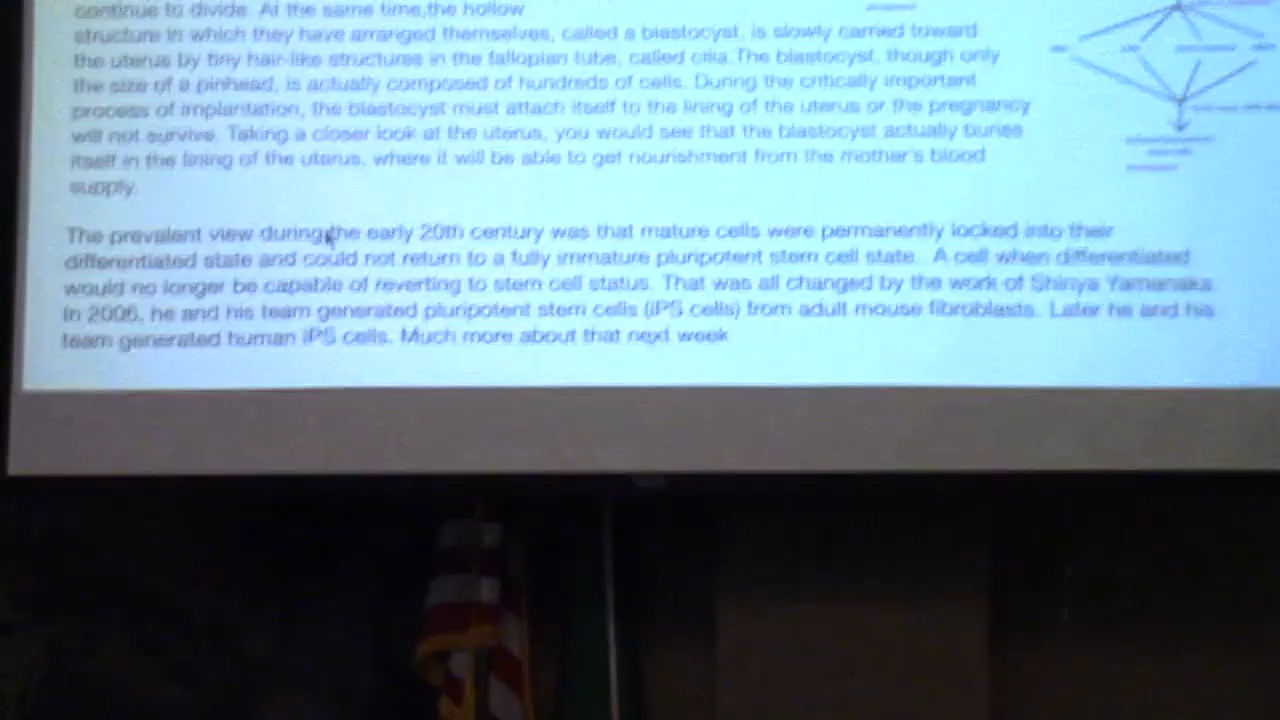 continue to divide. At the same time,the hollow
structure in which they have arranged themselves, called a blastocyst, is slowly carried toward
the uterus by tiny hair-like structures in the fallopian tube, called cilia.The blastocyst, though only
the size of a pinhead, is actually composed of hundreds of cells. During the critically important
process of implantation, the blastocyst must attach itself to the lining of the uterus or the pregnancy
will not survive. Taking a closer look at the uterus, you would see that the blastocyst actually buries
itself in the lining of the uterus, where it will be able to get nourishment from the mother's blood
supply.
The prevalent view during the early 20th century was that mature cells were permanently locked into their
differentiated state and could not return to a fully immature pluripotent stem cell state. A cell when differentiated
would no longer be capable of reverting to stem cell status. That was all changed by the work of Shinya Yamanaka.
In 2006, he and his team generated pluripotent stem cells (iPS cells) from adult mouse fibroblasts. Later he and his
team generated human iPS cells. Much more about that next week